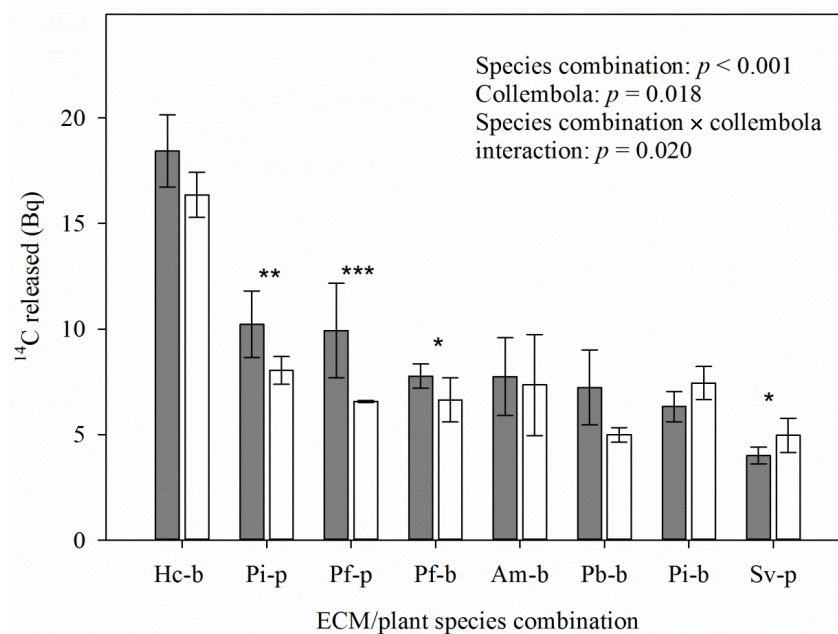 Species combination: p < 0.001
Collembola: p = 0.018
Species combination × collembola
interaction: p = 0.020
¹⁴C released (Bq)
20
15
10
5
0
**
***
*
*
Hc-b Pi-p Pf-p Pf-b Am-b Pb-b Pi-b Sv-p
ECM/plant species combination